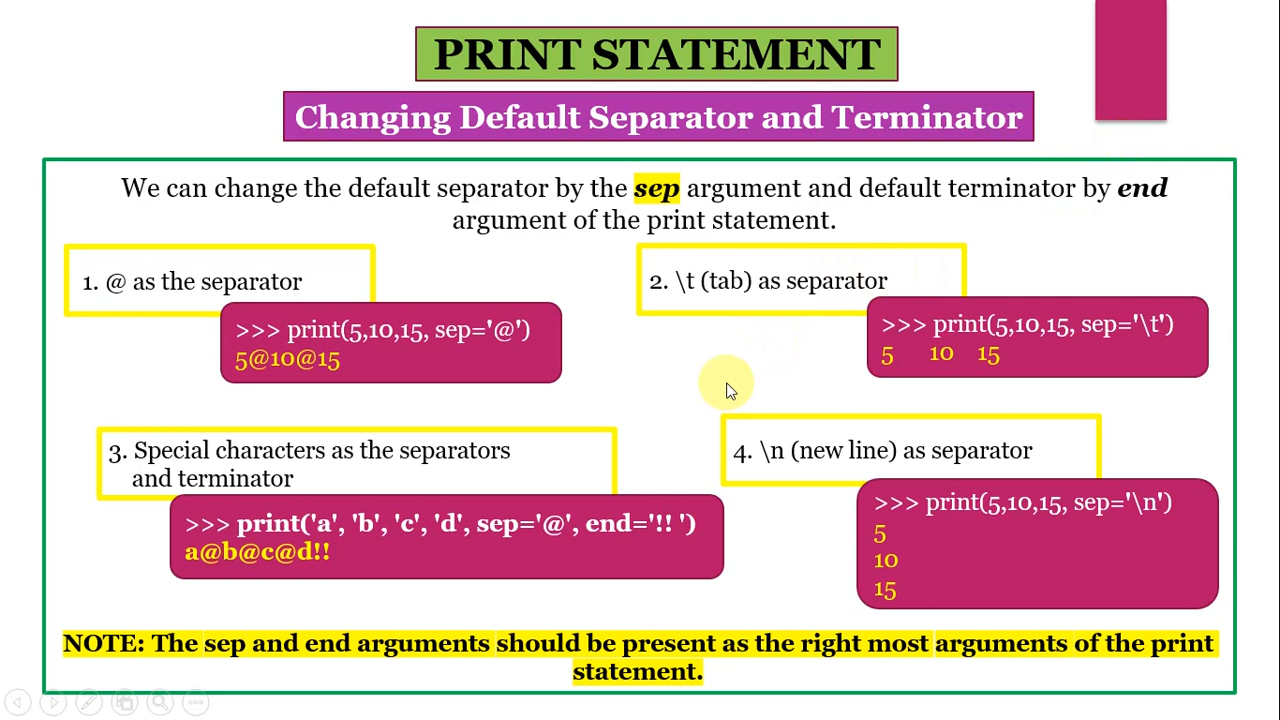 PRINT STATEMENT
Changing Default Separator and Terminator
We can change the default separator by the sep argument and default terminator by end
argument of the print statement.
1. @ as the separator
>>> print(5,10,15, sep='@')
5@10@15
2. \t (tab) as separator
>>> print(5,10,15, sep='\t')
5 10 15
3. Special characters as the separators
and terminator
>>> print('a', 'b', 'c', 'd', sep='@', end='!! ')
a@b@c@d!!
4. \n (new line) as separator
>>> print(5,10,15, sep='\n')
5
10
15
NOTE: The sep and end arguments should be present as the right most arguments of the print
statement.